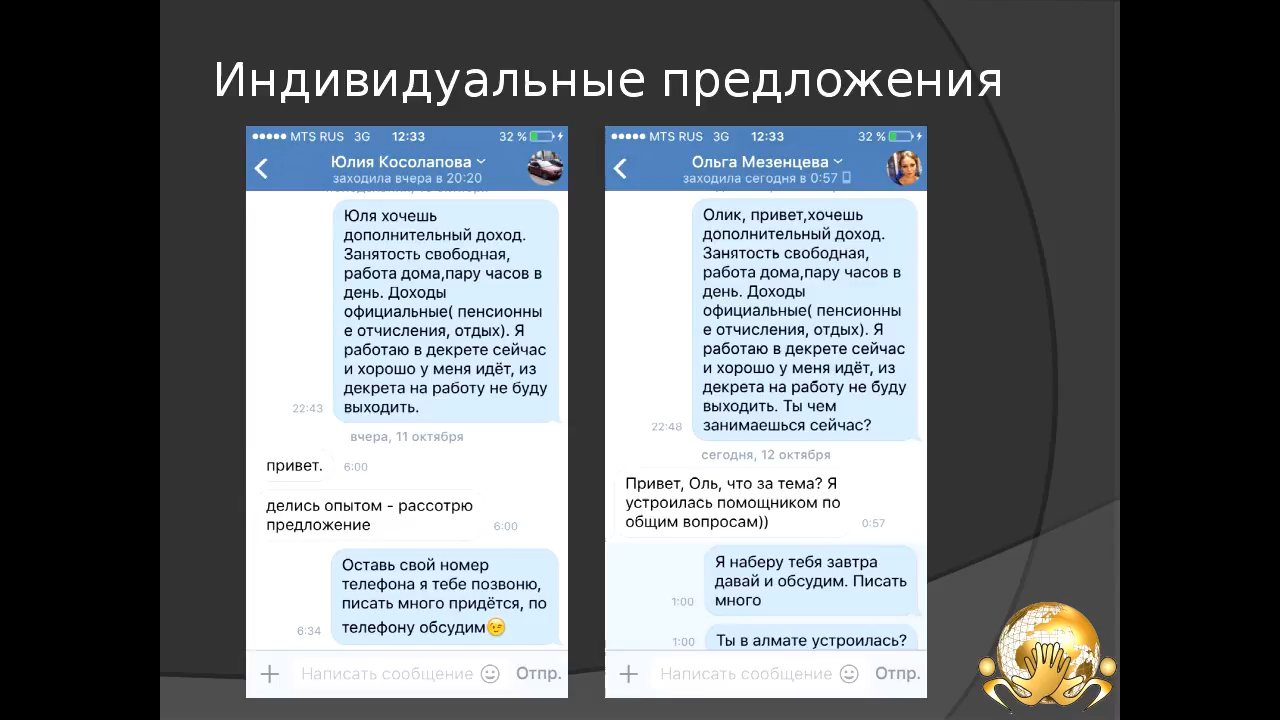 Индивидуальные предложения
MTS RUS 3G 12:33 32 %
Юлия Косолапова
заходила вчера в 20:20
Юля хочешь
дополнительный доход.
Занятость свободная,
работа дома,пару часов в
день. Доходы
официальные( пенсионны
е отчисления, отдых). Я
работаю в декрете сейчас
и хорошо у меня идёт, из
декрета на работу не буду
выходить.
22:43
вчера, 11 октября
привет.
6:00
делись опытом - рассотрю
предложение
6:00
Оставь свой номер
телефона я тебе позвоню,
писать много придётся, по
телефону обсудим😉
6:34
Написать сообщение
Отпр.
MTS RUS 3G 12:33 32 %
Ольга Мезенцева
заходила сегодня в 0:57
Олик, привет,хочешь
дополнительный доход.
Занятость свободная,
работа дома,пару часов в
день. Доходы
официальные( пенсионны
е отчисления, отдых). Я
работаю в декрете сейчас
и хорошо у меня идёт, из
декрета на работу не буду
выходить. Ты чем
занимаешься сейчас?
22:48
сегодня, 12 октября
Привет, Оль, что за тема? Я
устроилась помощником по
общим вопросам))
0:57
Я наберу тебя завтра
давай и обсудим. Писать
много
1:00
Ты в алмате устроилась?
1:00
Написать сообщение
Отпр.